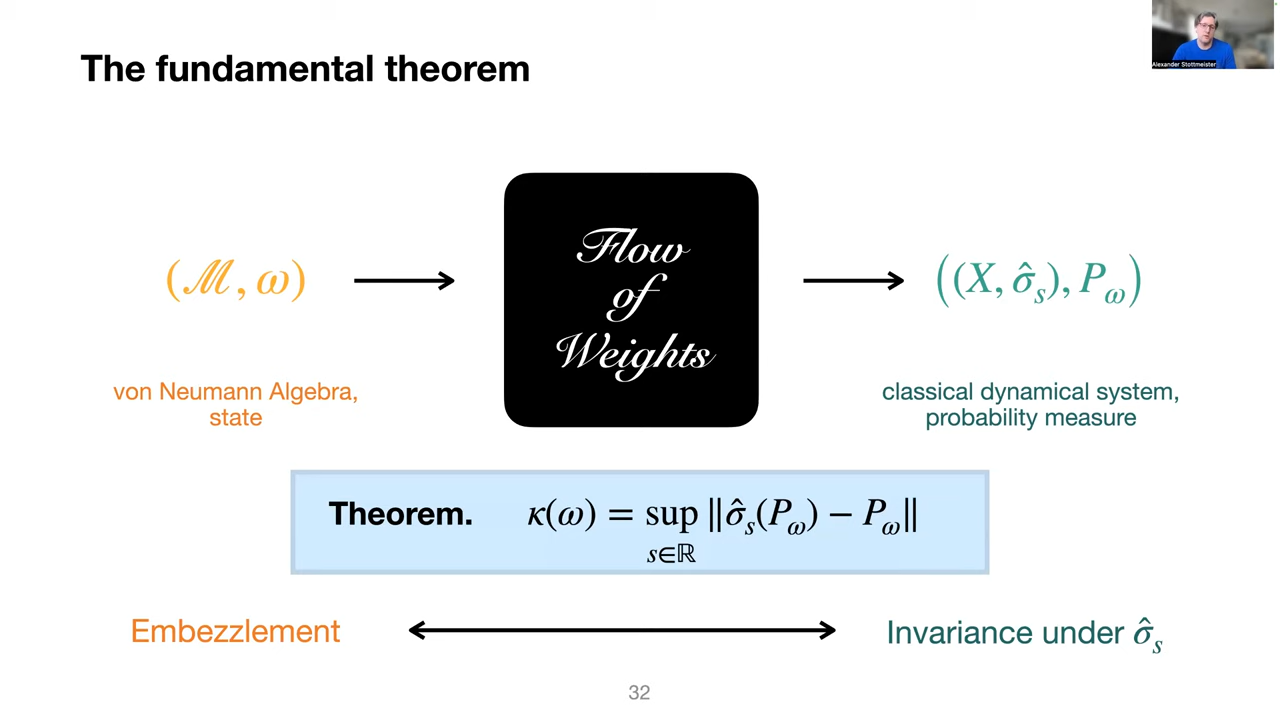 The fundamental theorem
Alexander Stottmeister
(ℳ, ω)
Flow
of
Weights
((X, σ̂ₛ), P_ω)
von Neumann Algebra,
state
classical dynamical system,
probability measure
Theorem. κ(ω) = sup ‖σ̂ₛ(P_ω) − P_ω‖
s∈ℝ
Embezzlement
Invariance under σ̂ₛ
32